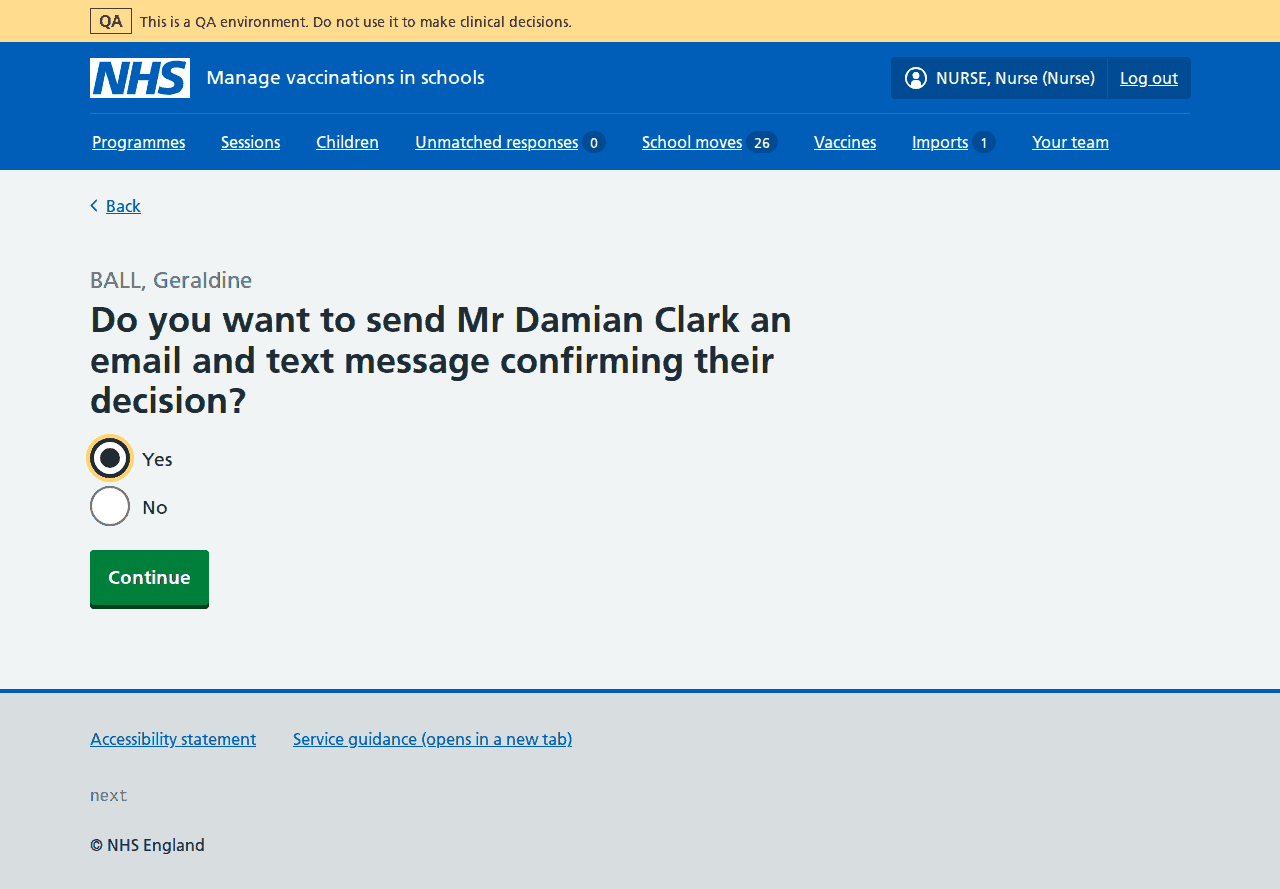 QA This is a QA environment. Do not use it to make clinical decisions.
NHS Manage vaccinations in schools NURSE, Nurse (Nurse) Log out
Programmes Sessions Children Unmatched responses 0 School moves 26 Vaccines Imports 1 Your team
Back
BALL, Geraldine
Do you want to send Mr Damian Clark an
email and text message confirming their
decision?
Yes
No
Continue
Accessibility statement Service guidance (opens in a new tab)
next
© NHS England